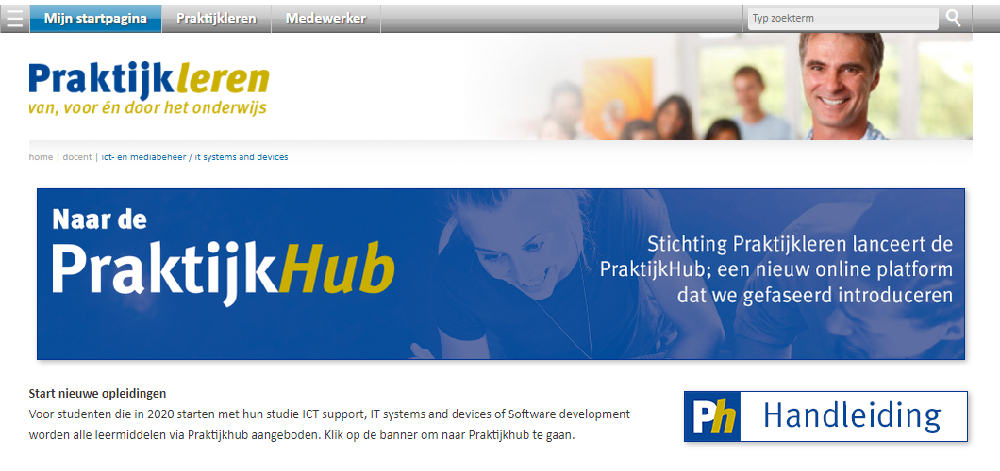 Mijn startpagina
Praktijkleren
Medewerker
Typ zoekterm
Praktijkleren
van, voor én door het onderwijs
home | docent | ict- en mediabeheer / it systems and devices
Naar de
PraktijkHub
Stichting Praktijkleren lanceert de
PraktijkHub; een nieuw online platform
dat we gefaseerd introduceren
Start nieuwe opleidingen
Voor studenten die in 2020 starten met hun studie ICT support, IT systems and devices of Software development
worden alle leermiddelen via Praktijkhub aangeboden. Klik op de banner om naar Praktijkhub te gaan.
Ph Handleiding